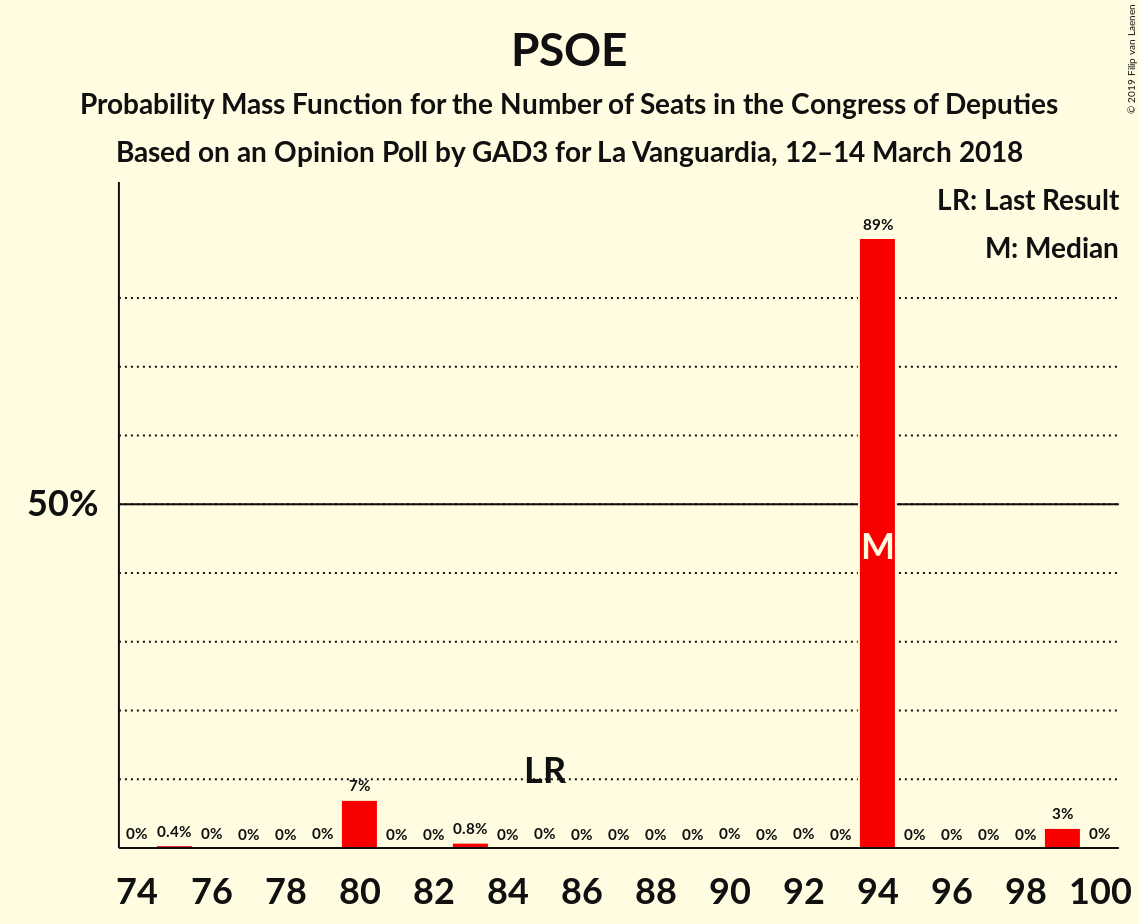 PSOE
Probability Mass Function for the Number of Seats in the Congress of Deputies
Based on an Opinion Poll by GAD3 for La Vanguardia, 12–14 March 2018
© 2019 Filip van Laenen
LR: Last Result
M: Median
89%
50%
M
LR
7%
0% 0.4% 0% 0% 0% 0% 0% 0% 0.8% 0% 0% 0% 0% 0% 0% 0% 0% 0% 0% 0% 0% 0% 0% 3% 0%
74 76 78 80 82 84 86 88 90 92 94 96 98 100